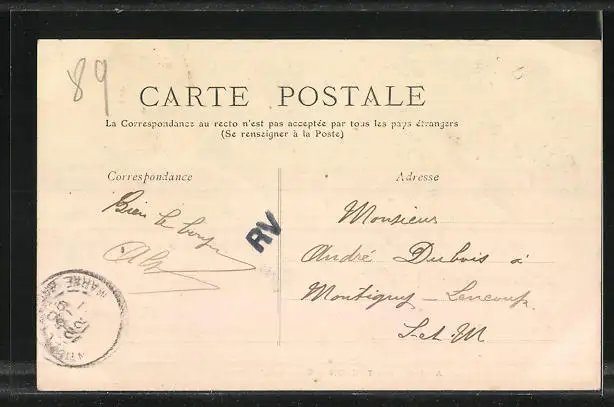 89
CARTE POSTALE
La Correspondance au recto n'est pas acceptée par tous les pays étrangers
(Se renseigner à la Poste)
Correspondance
Adresse
Bien le bonjour
RV
Monsieur
André Dubois à
Montigny-Lencoup
S-et-M